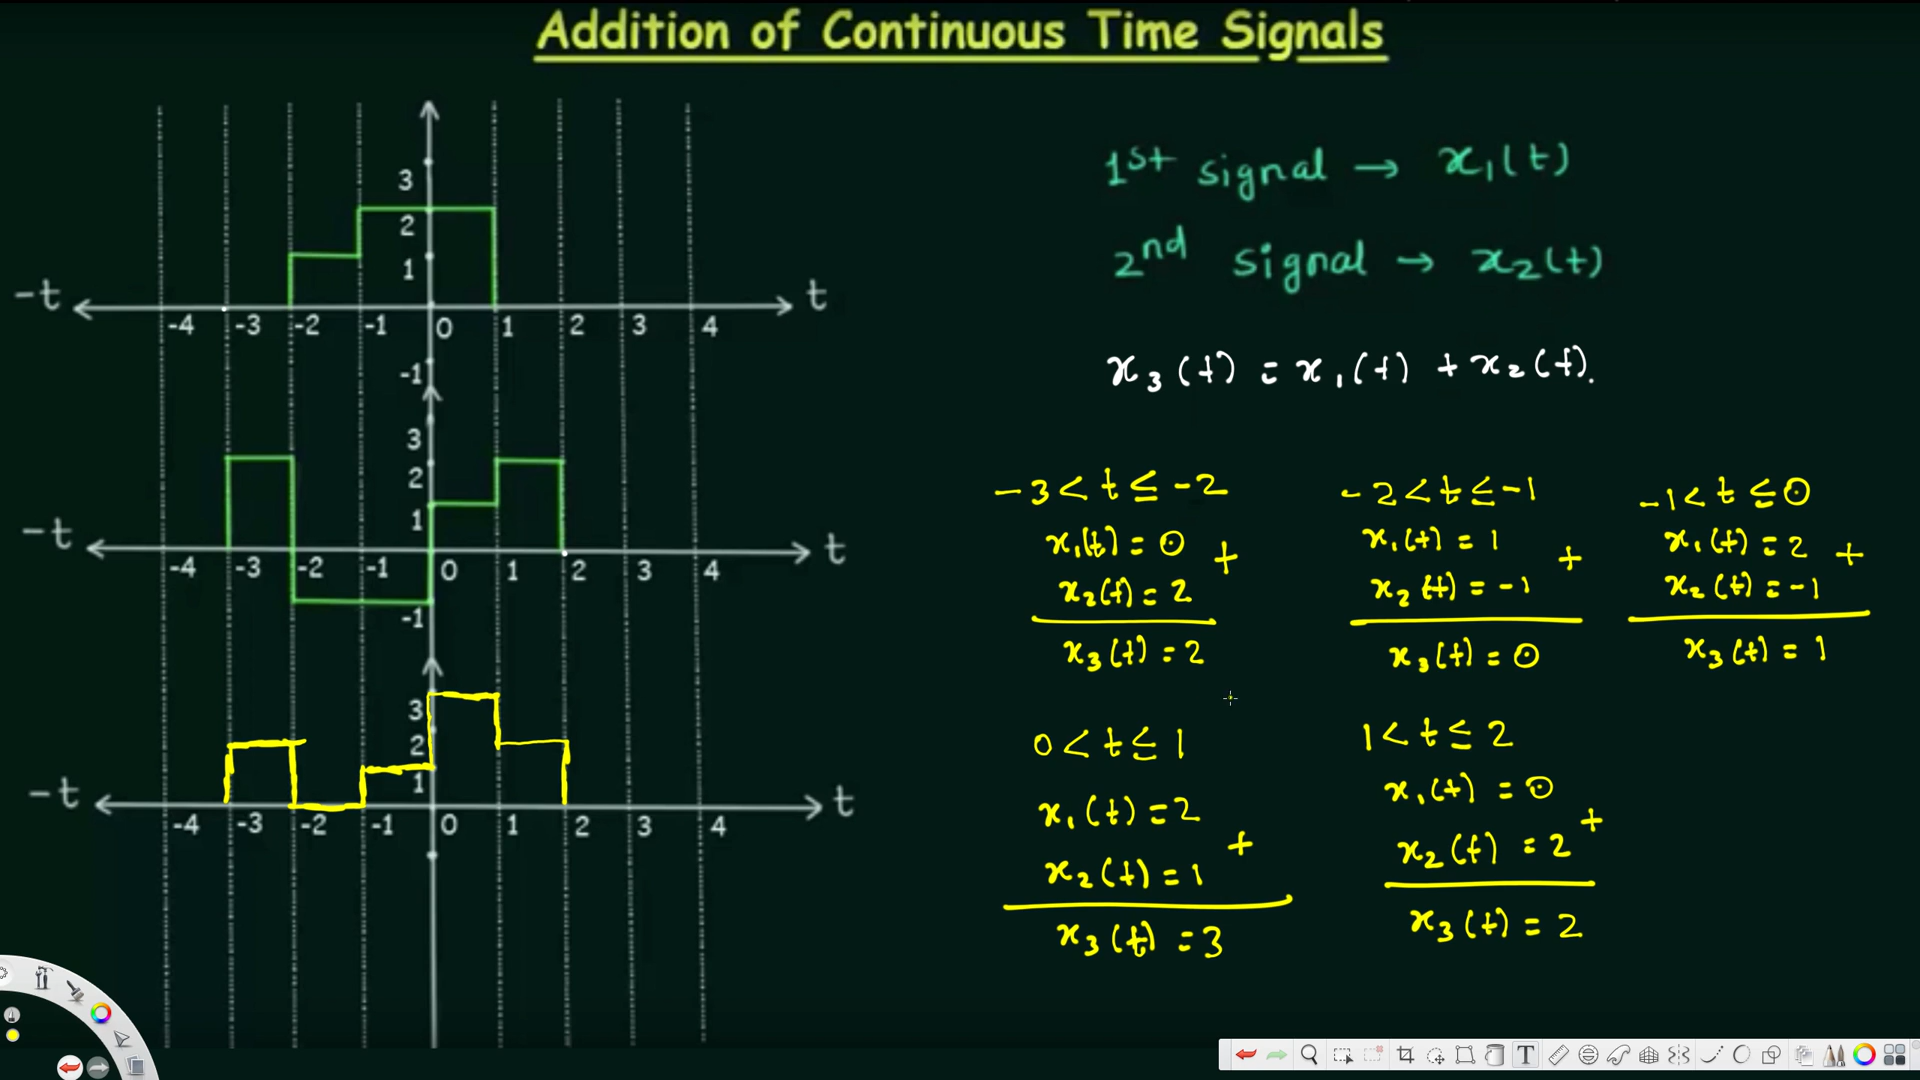 Addition of Continuous Time Signals
3
2
1
-t t
-4 -3 -2 -1 0 1 2 3 4
-1
3
2
1
-t t
-4 -3 -2 -1 0 1 2 3 4
-1
3
2
1
-t t
-4 -3 -2 -1 0 1 2 3 4
1st signal → x₁(t)
2nd signal → x₂(t)
x₃(t) = x₁(t) + x₂(t).
-3 < t ≤ -2
x₁(t) = 0 +
x₂(t) = 2
x₃(t) = 2
-2 < t ≤ -1
x₁(t) = 1 +
x₂(t) = -1
x₃(t) = 0
-1 < t ≤ 0
x₁(t) = 2 +
x₂(t) = -1
x₃(t) = 1
0 < t ≤ 1
x₁(t) = 2
x₂(t) = 1 +
x₃(t) = 3
1 < t ≤ 2
x₁(t) = 0
x₂(t) = 2 +
x₃(t) = 2